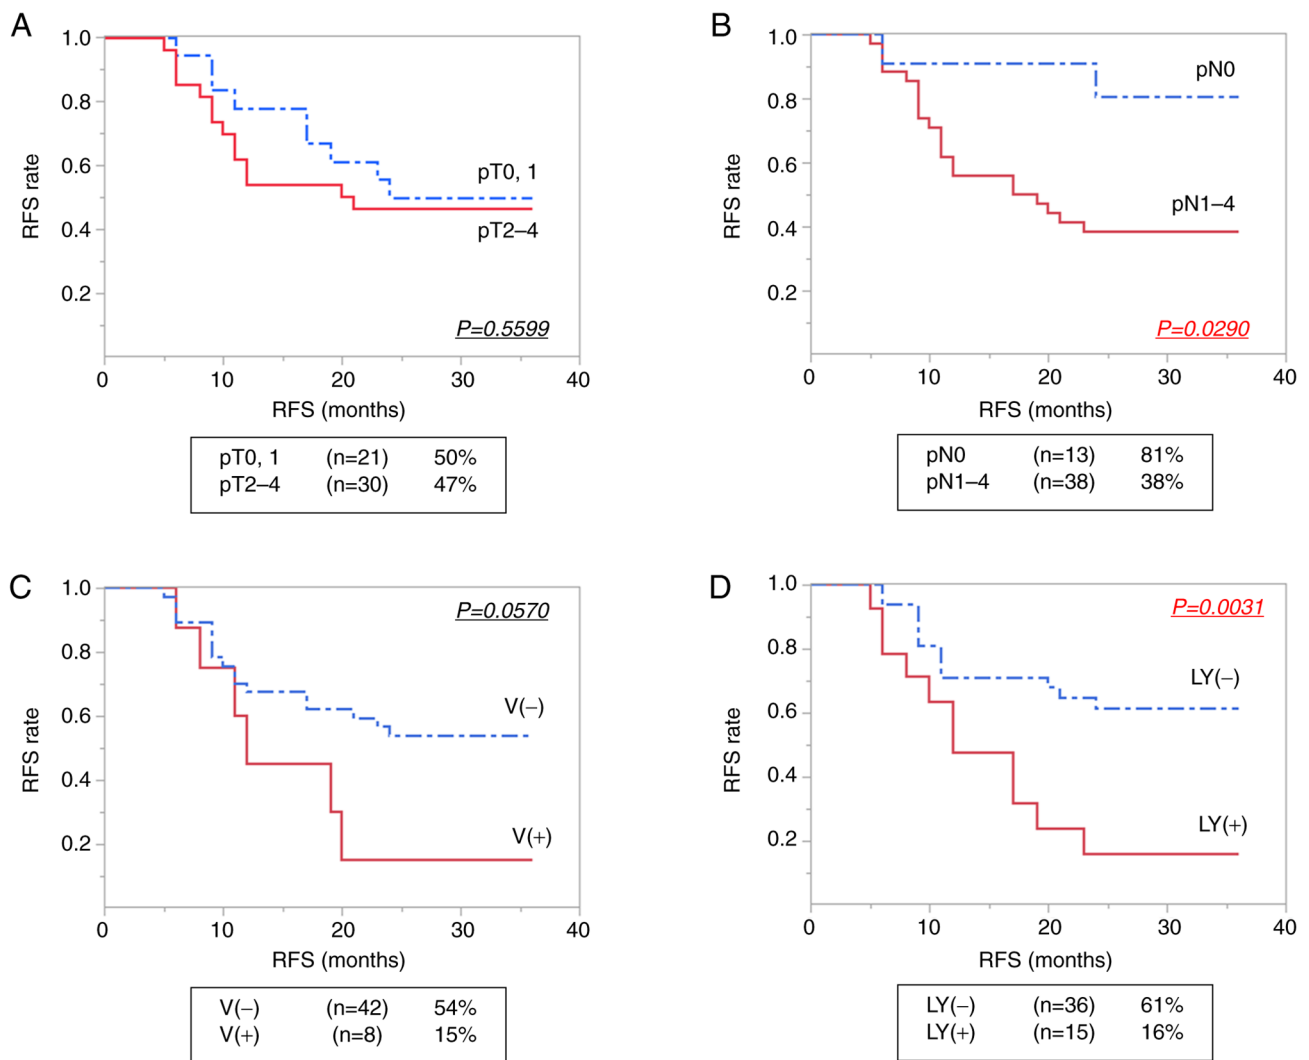 A
1.0
0.8
0.6
0.4
0.2
RFS rate
pT0, 1
pT2–4
P=0.5599
0 10 20 30 40
RFS (months)
pT0, 1 (n=21) 50%
pT2–4 (n=30) 47%
B
1.0
0.8
0.6
0.4
0.2
RFS rate
pN0
pN1–4
P=0.0290
0 10 20 30 40
RFS (months)
pN0 (n=13) 81%
pN1–4 (n=38) 38%
C
1.0
0.8
0.6
0.4
0.2
RFS rate
P=0.0570
V(−)
V(+)
0 10 20 30 40
RFS (months)
V(−) (n=42) 54%
V(+) (n=8) 15%
D
1.0
0.8
0.6
0.4
0.2
RFS rate
P=0.0031
LY(−)
LY(+)
0 10 20 30 40
RFS (months)
LY(−) (n=36) 61%
LY(+) (n=15) 16%